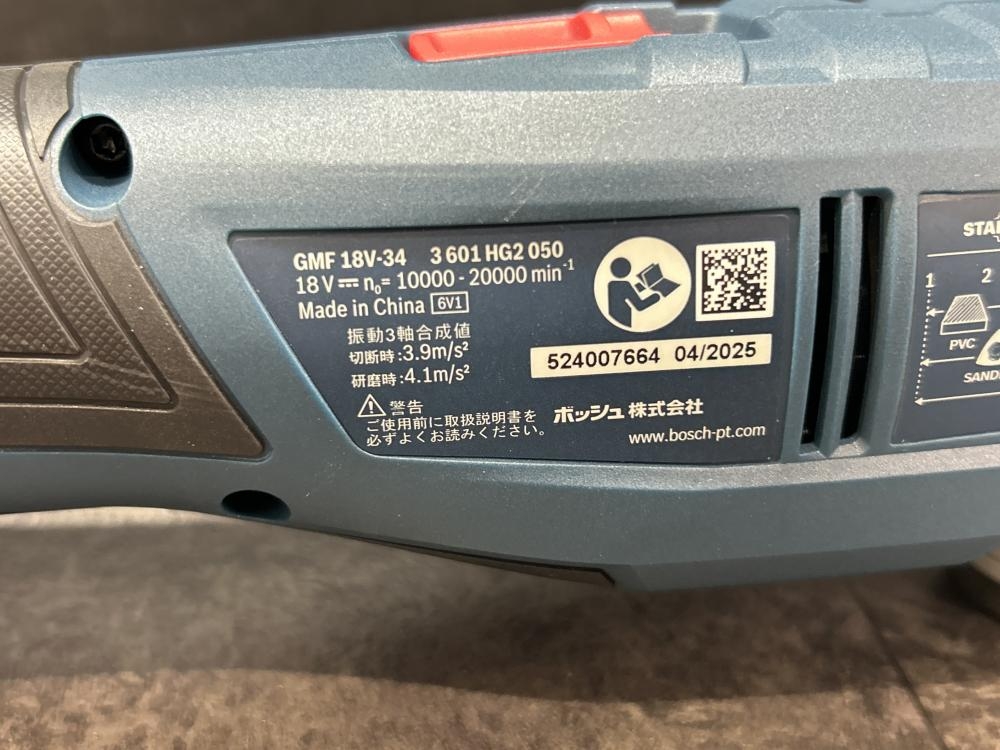 GMF 18V-34 3 601 HG2 050
18 V⎓ n₀= 10000 - 20000 min⁻¹
Made in China 6V1
振動3軸合成値
切断時:3.9m/s²
研磨時:4.1m/s²
524007664 04/2025
⚠警告
ご使用前に取扱説明書を
必ずよくお読みください。
ボッシュ株式会社
www.bosch-pt.com
1 2
PVC